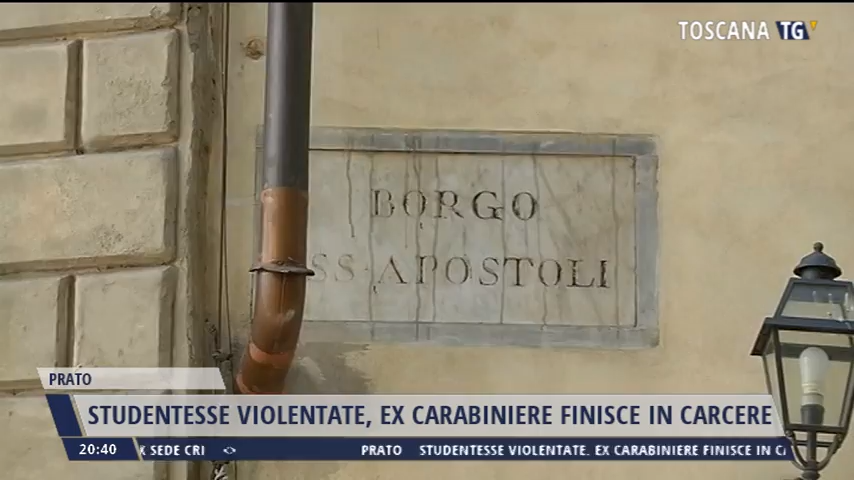 TOSCANA TG
BORGO
SS APOSTOLI
PRATO
STUDENTESSE VIOLENTATE, EX CARABINIERE FINISCE IN CARCERE
20:40 SEDE CRI <> PRATO STUDENTESSE VIOLENTATE. EX CARABINIERE FINISCE IN